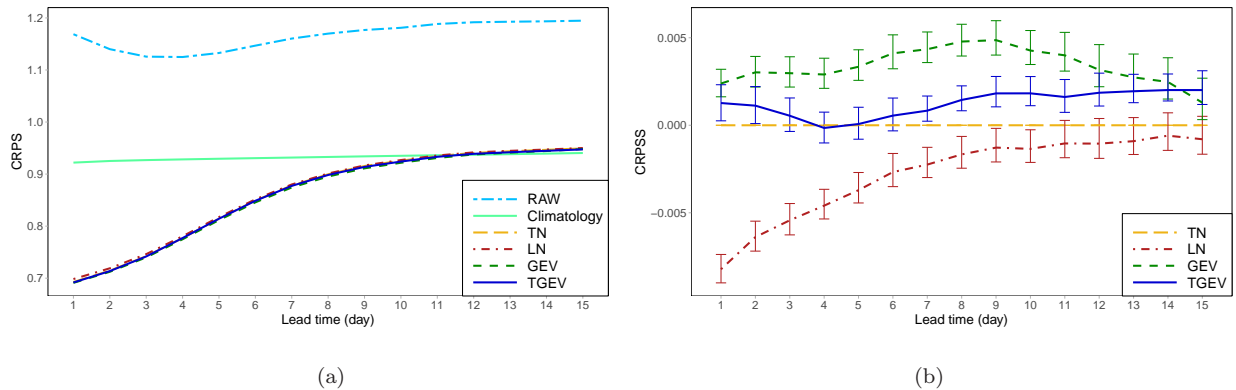 1.2
1.1
1.0
0.9
0.8
0.7
CRPS
RAW
Climatology
TN
LN
GEV
TGEV
1 2 3 4 5 6 7 8 9 10 11 12 13 14 15
Lead time (day)
(a)
0.005
0.000
−0.005
CRPSS
TN
LN
GEV
TGEV
1 2 3 4 5 6 7 8 9 10 11 12 13 14 15
Lead time (day)
(b)